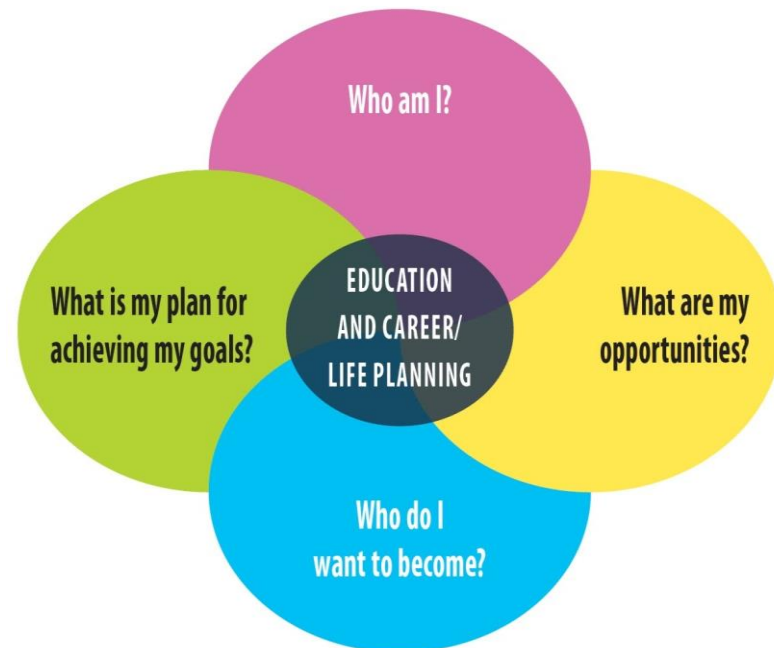 Who am I?
What is my plan for
achieving my goals?
EDUCATION
AND CAREER/
LIFE PLANNING
What are my
opportunities?
Who do I
want to become?